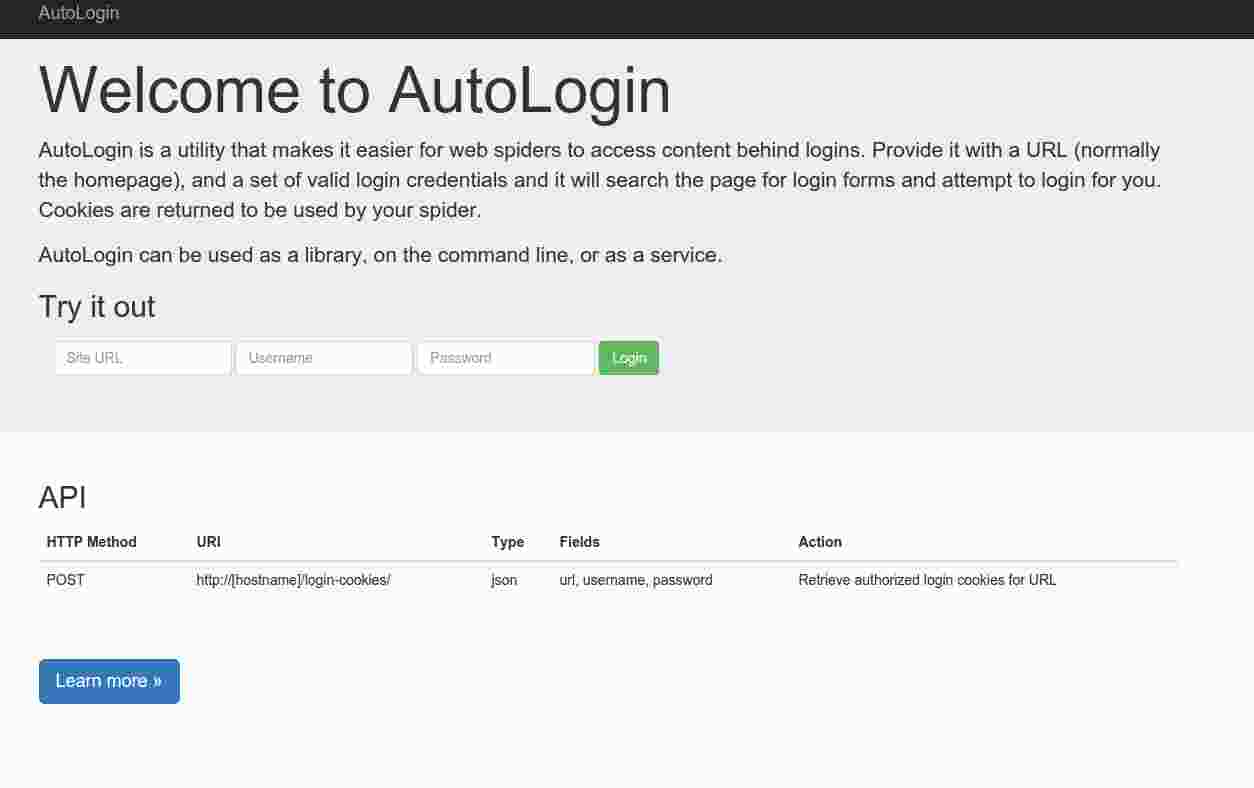 AutoLogin
Welcome to AutoLogin
AutoLogin is a utility that makes it easier for web spiders to access content behind logins. Provide it with a URL (normally
the homepage), and a set of valid login credentials and it will search the page for login forms and attempt to login for you.
Cookies are returned to be used by your spider.
AutoLogin can be used as a library, on the command line, or as a service.
Try it out
Site URL Username Password Login
API
HTTP Method URI Type Fields Action
POST http://[hostname]/login-cookies/ json url, username, password Retrieve authorized login cookies for URL
Learn more »